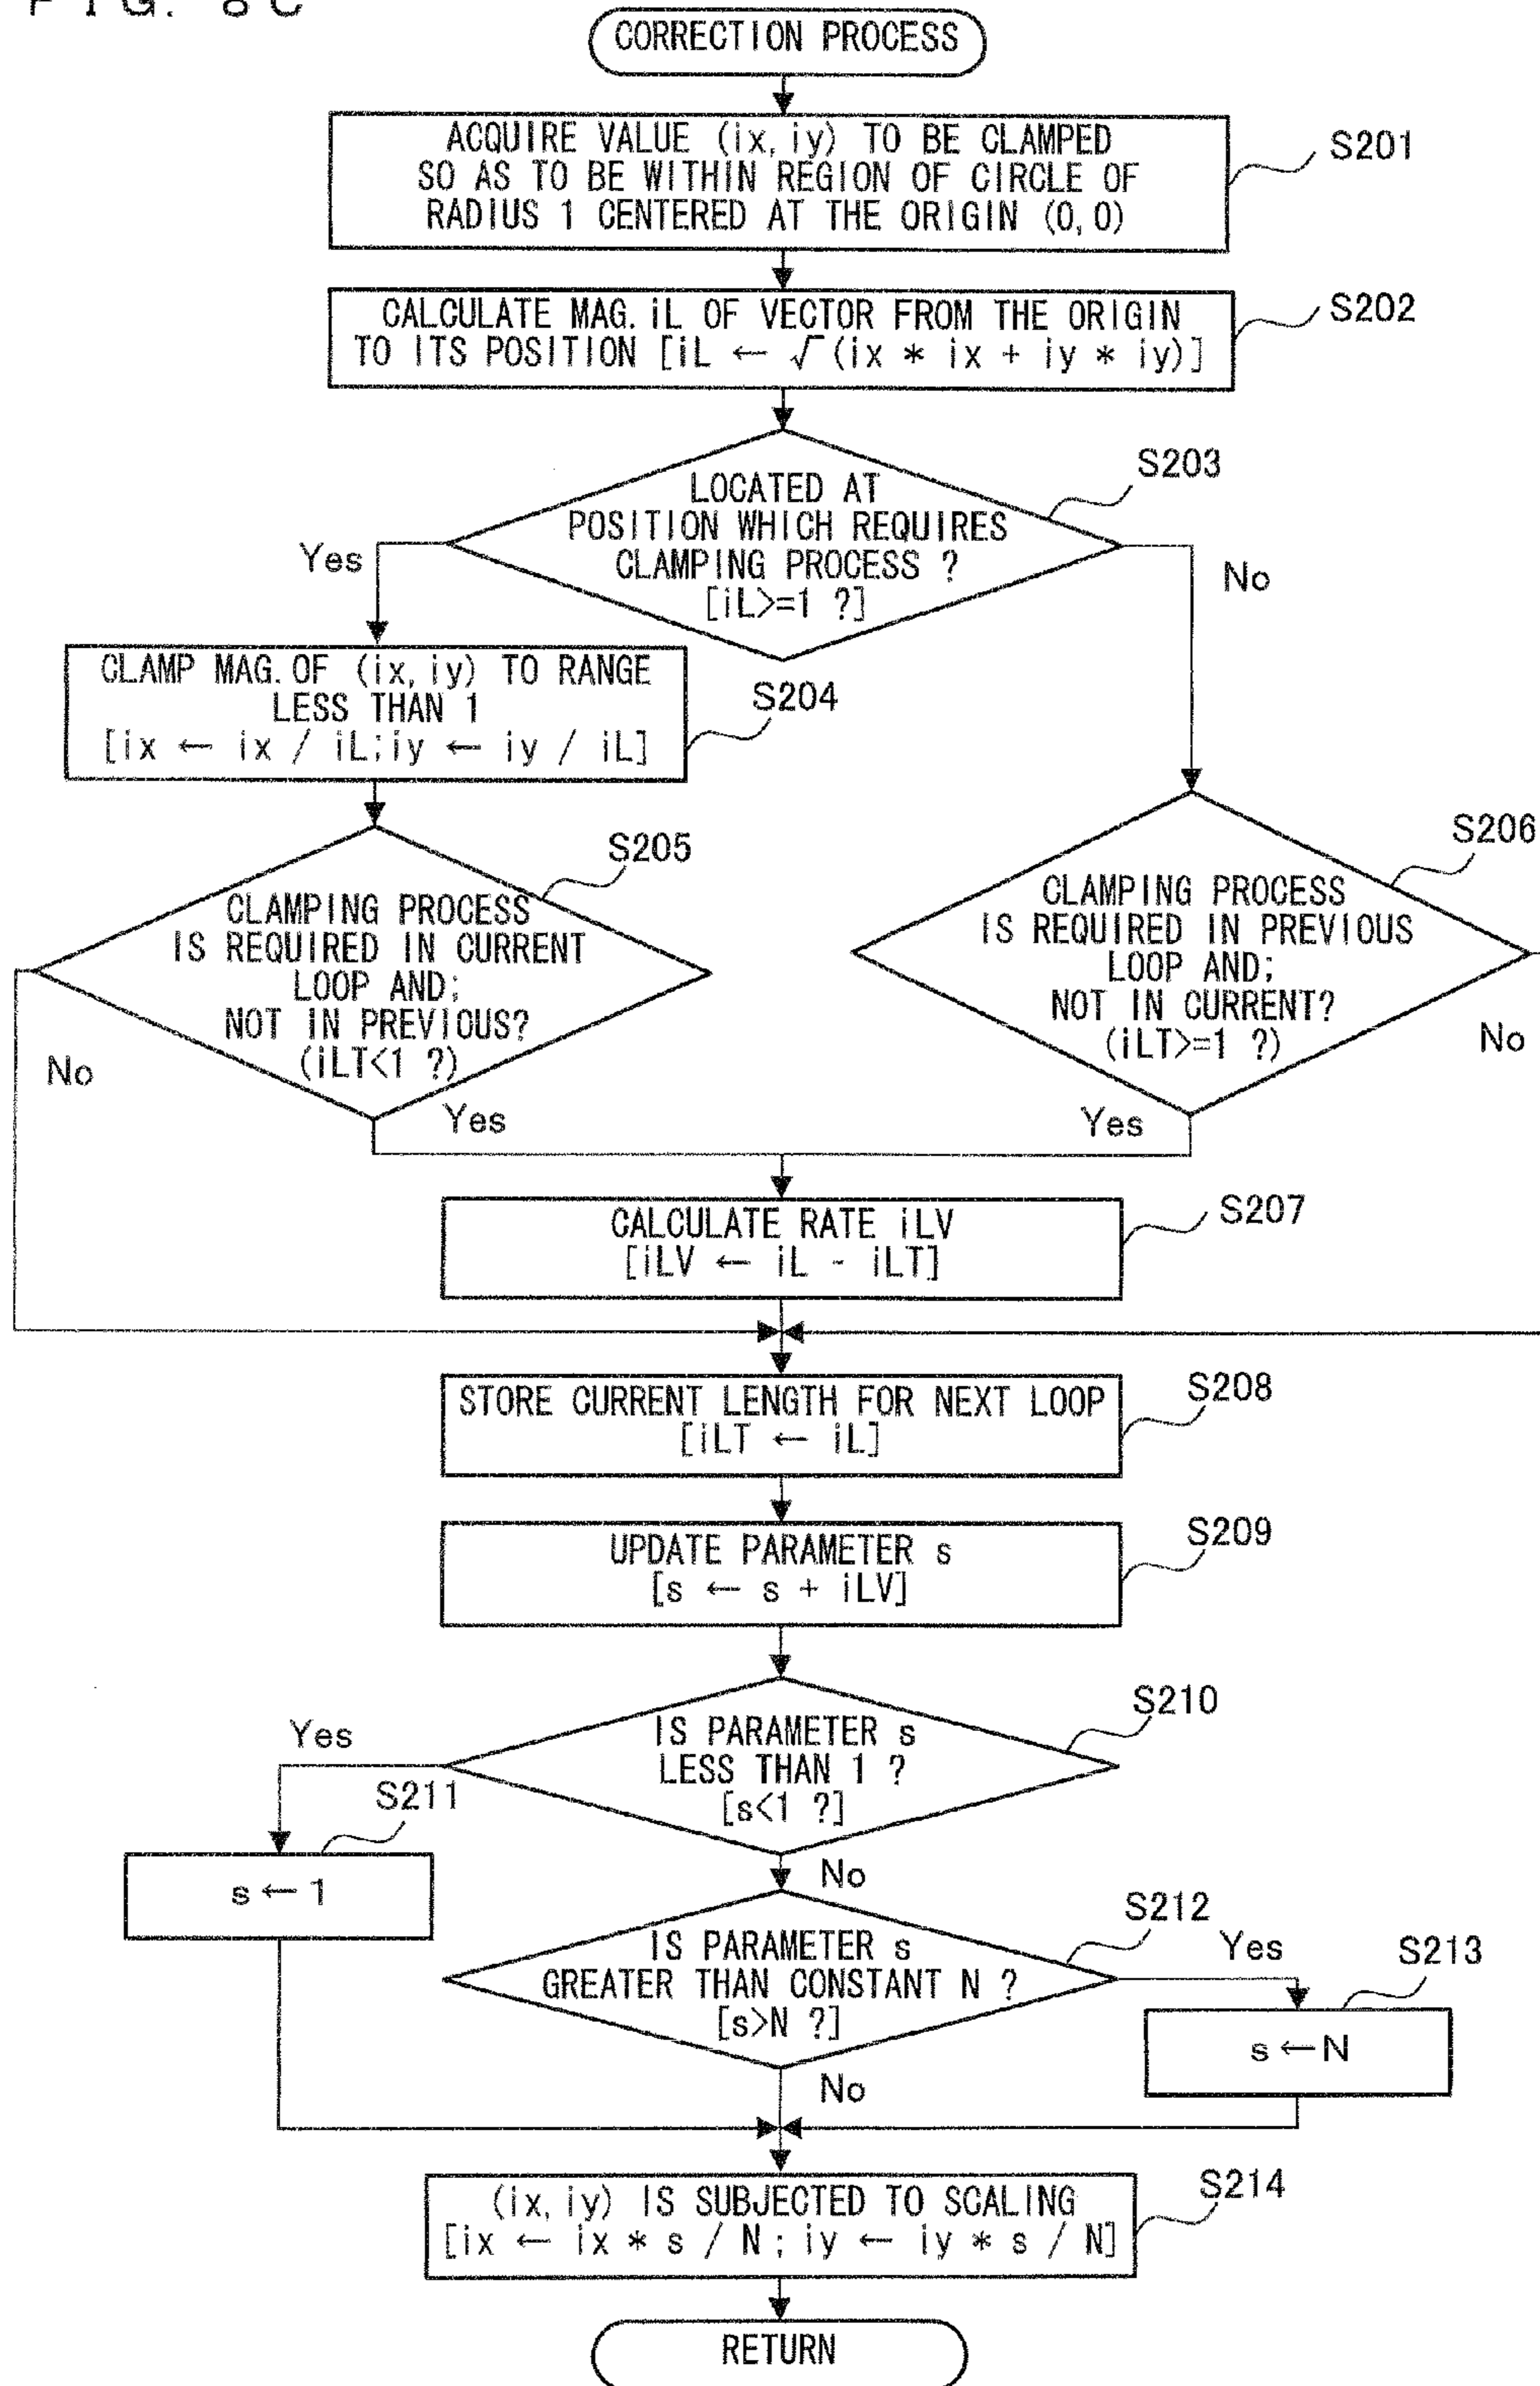 FIG. 8C
CORRECTION PROCESS
ACQUIRE VALUE (ix, iy) TO BE CLAMPED
SO AS TO BE WITHIN REGION OF CIRCLE OF
RADIUS 1 CENTERED AT THE ORIGIN (0, 0)
S201
CALCULATE MAG. iL OF VECTOR FROM THE ORIGIN
TO ITS POSITION [iL ← √(ix * ix + iy * iy)]
S202
LOCATED AT
POSITION WHICH REQUIRES
CLAMPING PROCESS ?
[iL>=1 ?]
S203
Yes
No
CLAMP MAG. OF (ix, iy) TO RANGE
LESS THAN 1
[ix ← ix / iL;iy ← iy / iL]
S204
CLAMPING PROCESS
IS REQUIRED IN CURRENT
LOOP AND;
NOT IN PREVIOUS?
(iLT<1 ?)
S205
No
Yes
CLAMPING PROCESS
IS REQUIRED IN PREVIOUS
LOOP AND;
NOT IN CURRENT?
(iLT>=1 ?)
S206
No
Yes
CALCULATE RATE iLV
[iLV ← iL - iLT]
S207
STORE CURRENT LENGTH FOR NEXT LOOP
[iLT ← iL]
S208
UPDATE PARAMETER s
[s ← s + iLV]
S209
IS PARAMETER s
LESS THAN 1 ?
[s<1 ?]
S210
Yes
No
s ← 1
S211
IS PARAMETER s
GREATER THAN CONSTANT N ?
[s>N ?]
S212
Yes
No
s ← N
S213
(ix, iy) IS SUBJECTED TO SCALING
[ix ← ix * s / N ; iy ← iy * s / N]
S214
RETURN